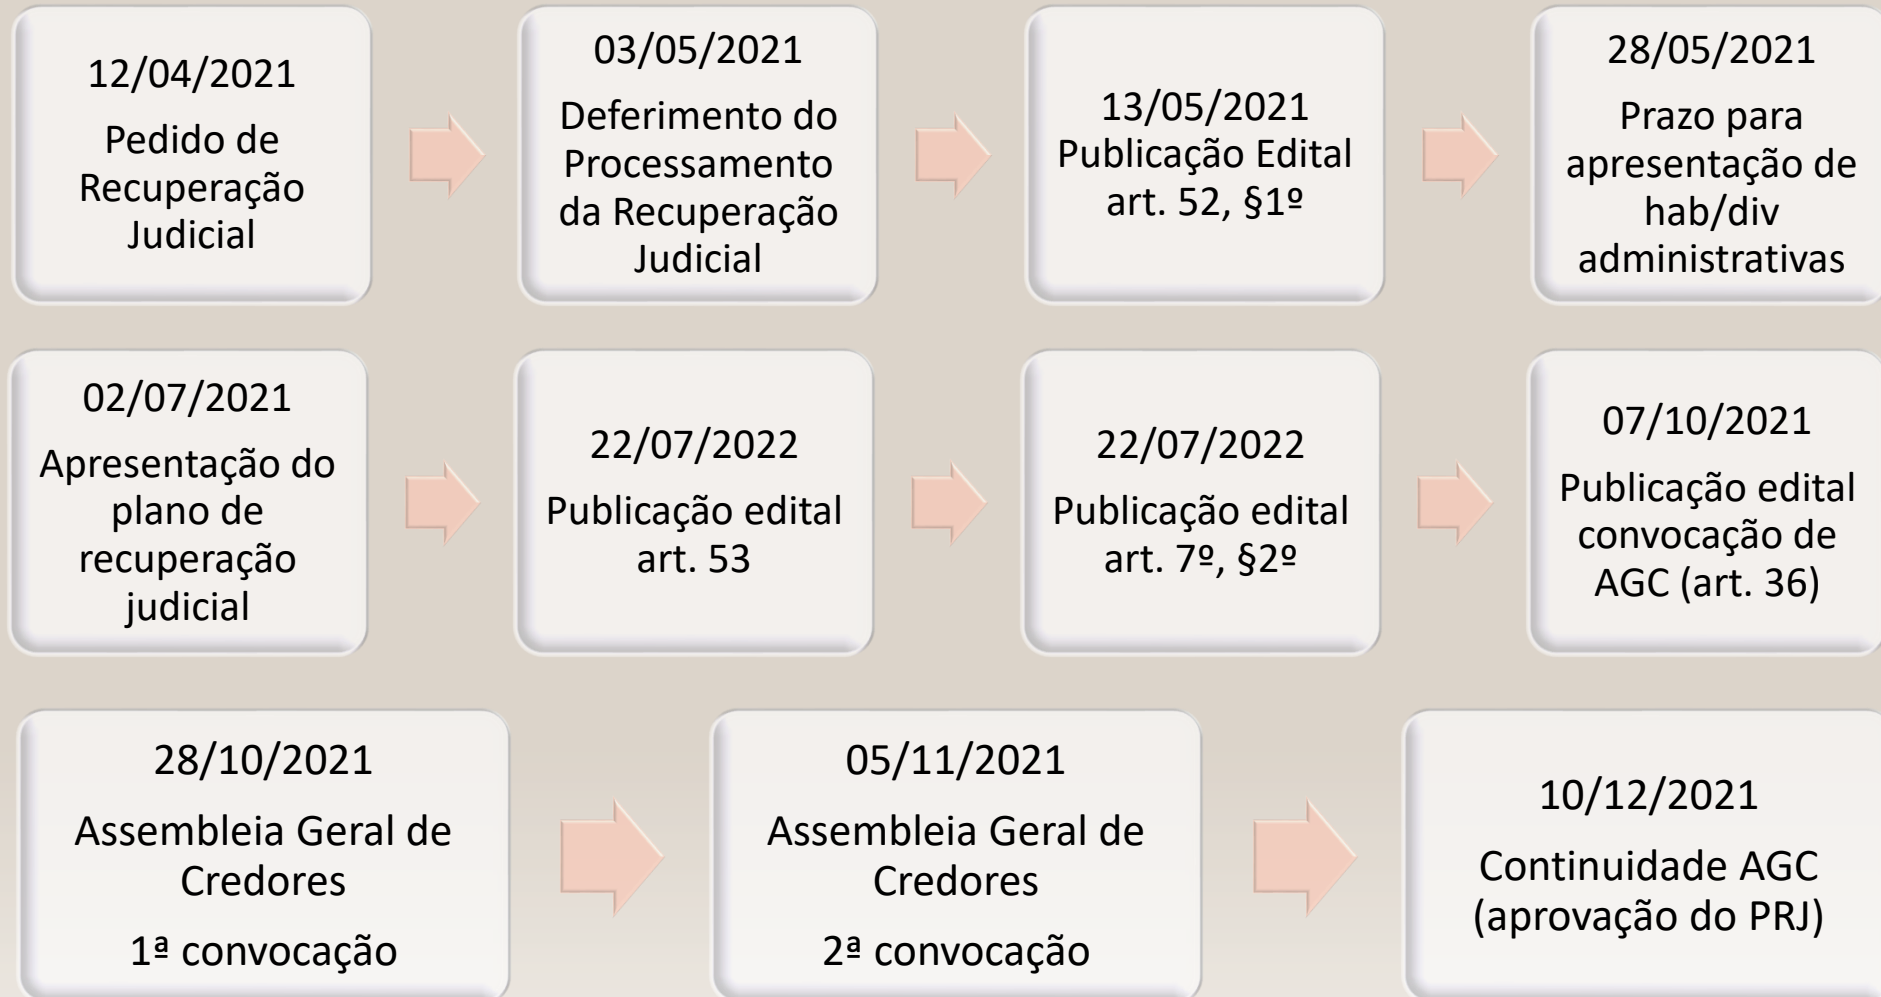 12/04/2021
Pedido de
Recuperação
Judicial
03/05/2021
Deferimento do
Processamento
da Recuperação
Judicial
13/05/2021
Publicação Edital
art. 52, §1º
28/05/2021
Prazo para
apresentação de
hab/div
administrativas
02/07/2021
Apresentação do
plano de
recuperação
judicial
22/07/2022
Publicação edital
art. 53
22/07/2022
Publicação edital
art. 7º, §2º
07/10/2021
Publicação edital
convocação de
AGC (art. 36)
28/10/2021
Assembleia Geral de
Credores
1ª convocação
05/11/2021
Assembleia Geral de
Credores
2ª convocação
10/12/2021
Continuidade AGC
(aprovação do PRJ)